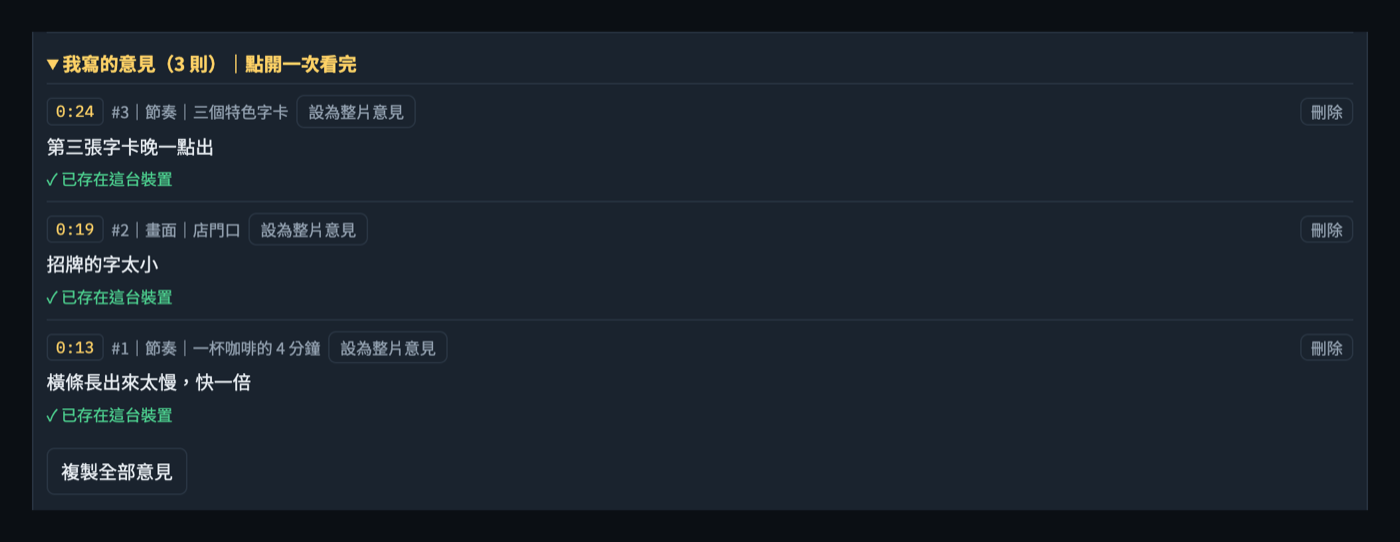 ▼我寫的意見（3 則）｜點開一次看完
0:24 #3｜節奏｜三個特色字卡 設為整片意見 刪除
第三張字卡晚一點出
✓已存在這台裝置
0:19 #2｜畫面｜店門口 設為整片意見 刪除
招牌的字太小
✓已存在這台裝置
0:13 #1｜節奏｜一杯咖啡的 4 分鐘 設為整片意見 刪除
橫條長出來太慢，快一倍
✓已存在這台裝置
複製全部意見